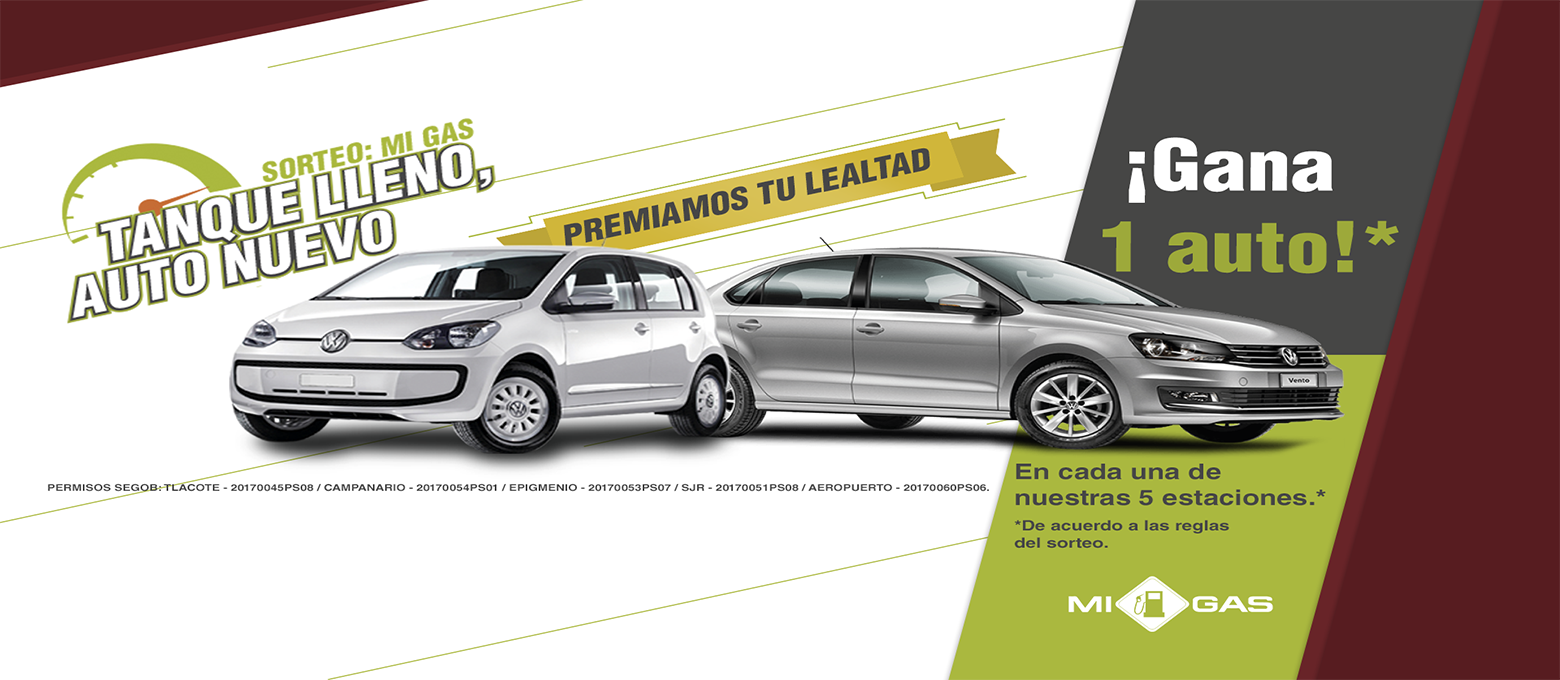 SORTEO: MI GAS
TANQUE LLENO,
AUTO NUEVO
PREMIAMOS TU LEALTAD
¡Gana
1 auto!*
Vento
PERMISOS SEGOB: TLACOTE - 20170045PS08 / CAMPANARIO - 20170054PS01 / EPIGMENIO - 20170053PS07 / SJR - 20170051PS08 / AEROPUERTO - 20170060PS06.
En cada una de
nuestras 5 estaciones.*
*De acuerdo a las reglas
del sorteo.
MI GAS